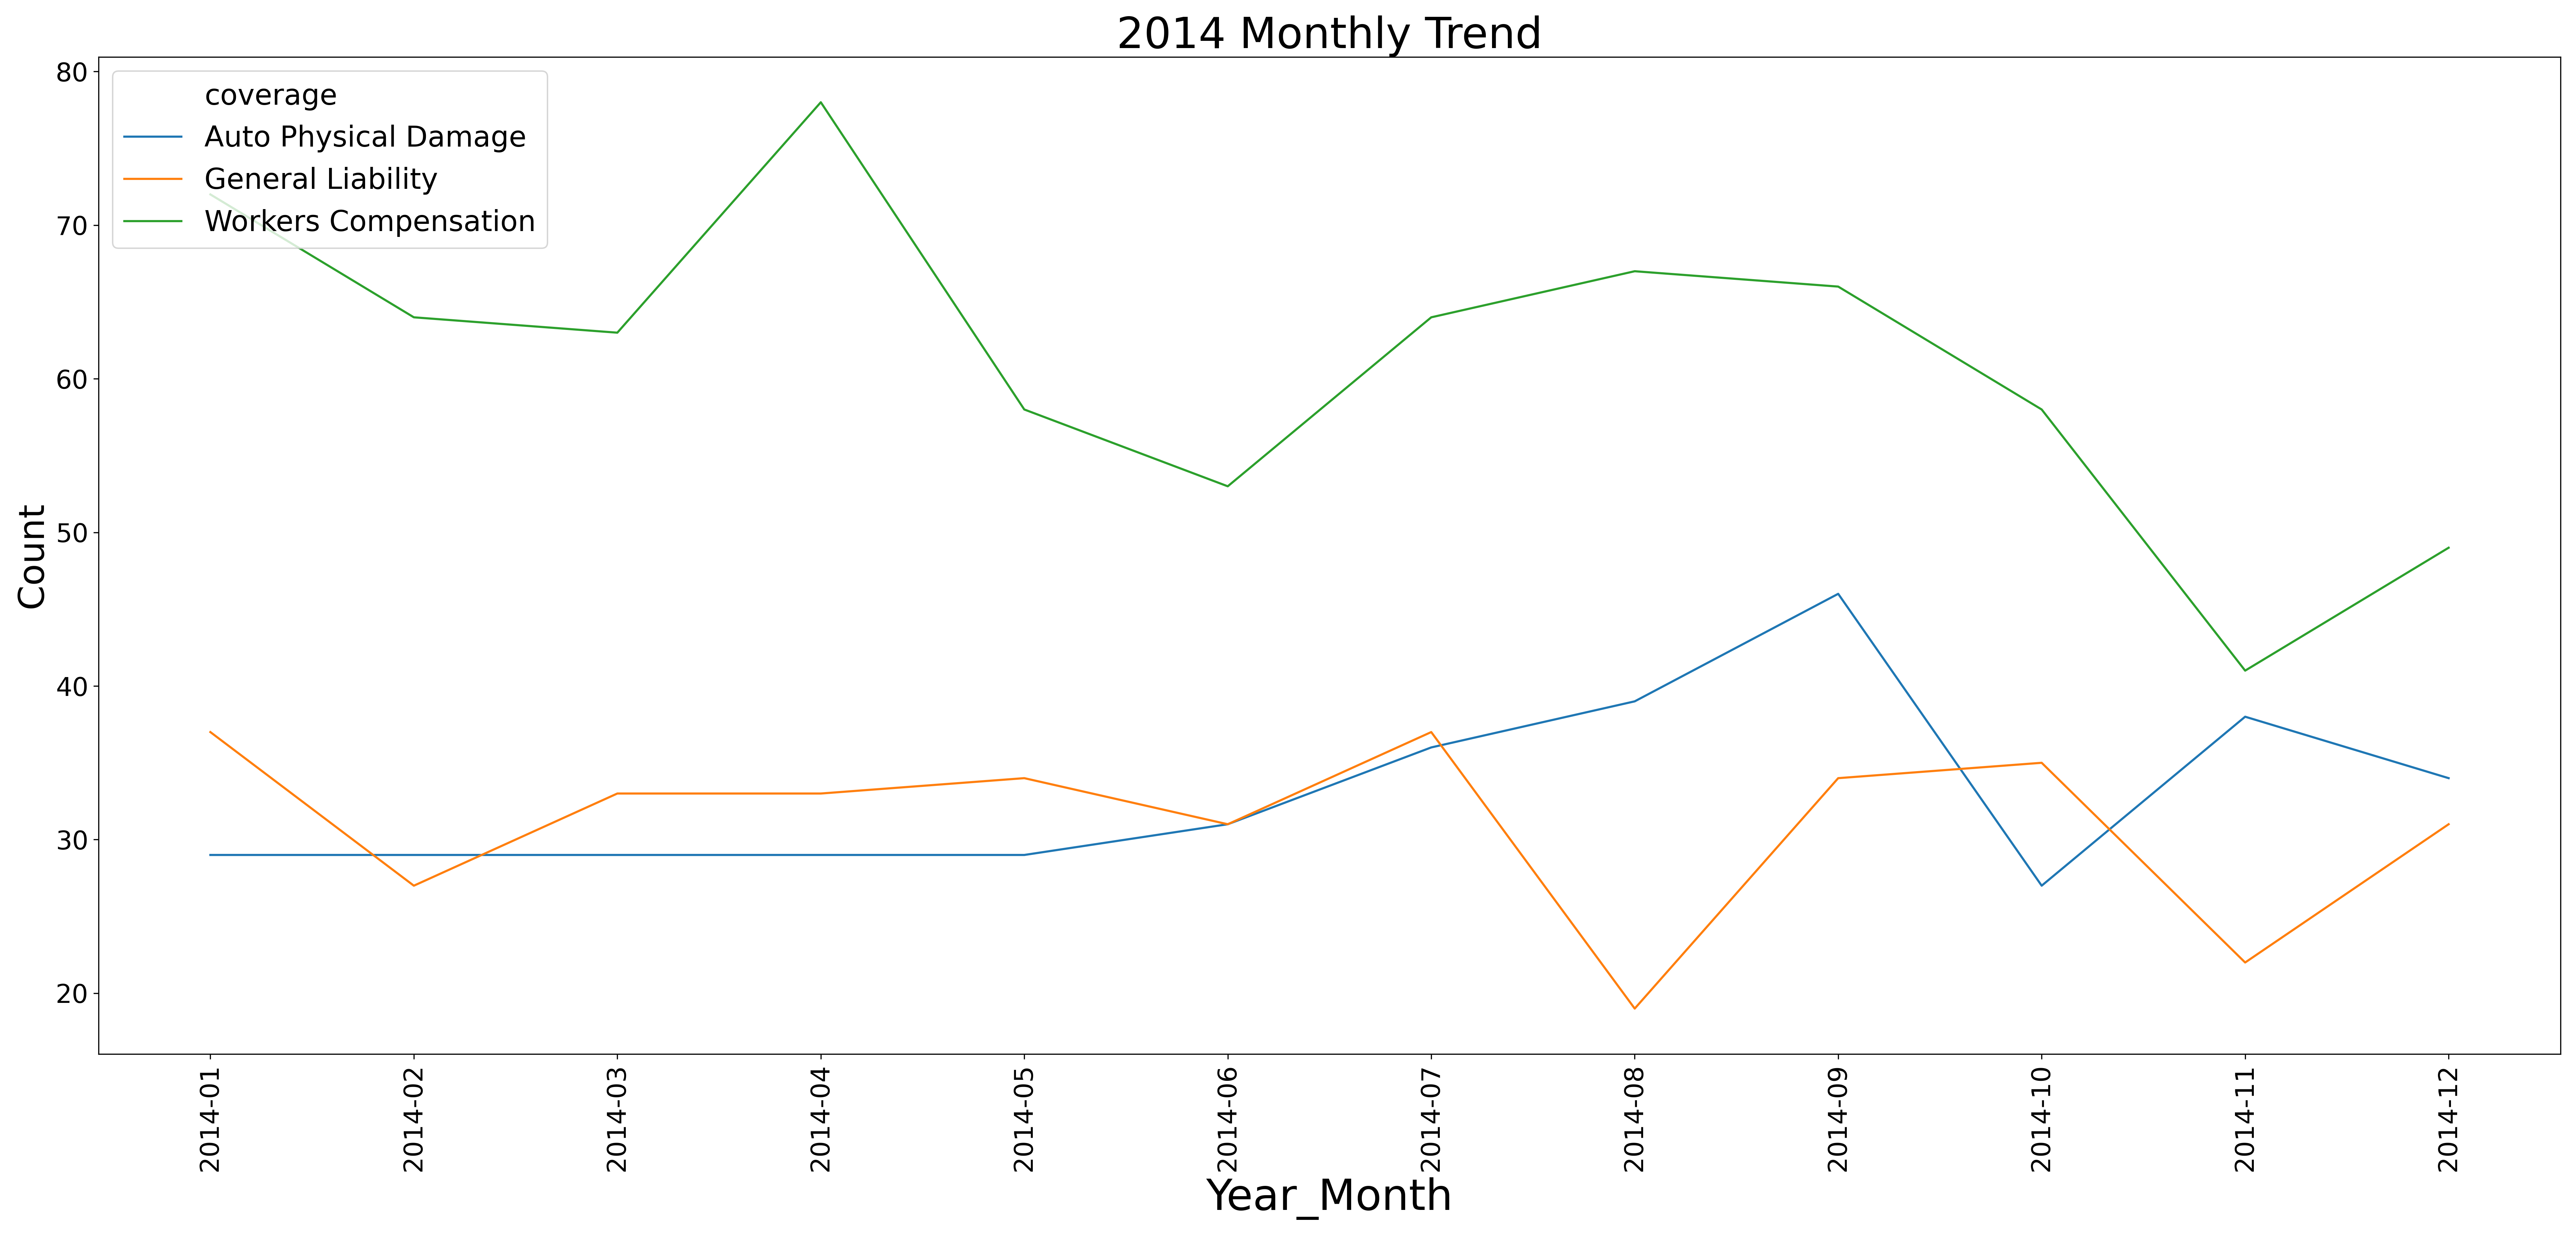 2014 Monthly Trend
80
70
60
50
40
30
20
Count
coverage
Auto Physical Damage
General Liability
Workers Compensation
2014-01
2014-02
2014-03
2014-04
2014-05
2014-06
2014-07
2014-08
2014-09
2014-10
2014-11
2014-12
Year_Month